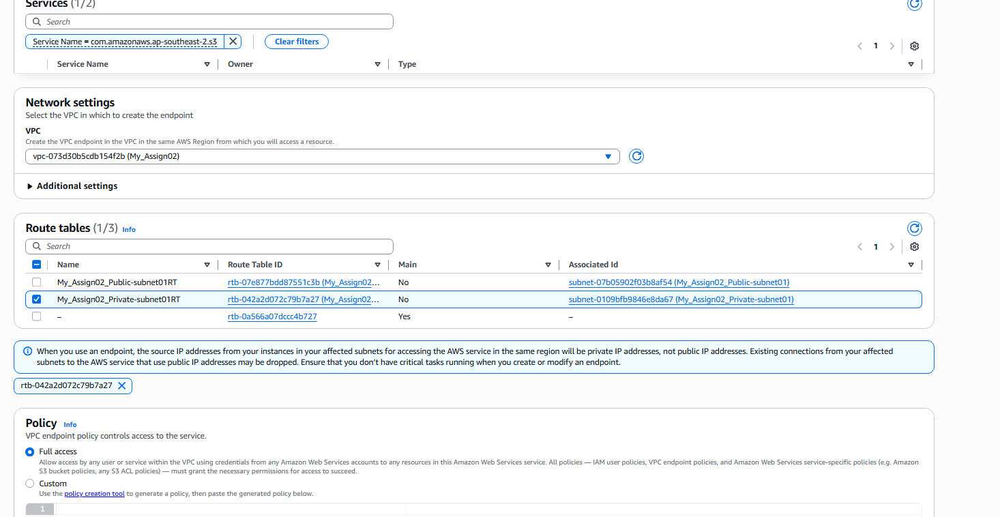 Services (1/2)
Search
Service Name = com.amazonaws.ap-southeast-2.s3
Clear filters
1
Service Name Owner Type
Network settings
Select the VPC in which to create the endpoint
VPC
Create the VPC endpoint in the VPC in the same AWS Region from which you will access a resource.
vpc-073d30b5cdb154f2b (My_Assign02)
Additional settings
Route tables (1/3) Info
Search
1
Name Route Table ID Main Associated Id
My_Assign02_Public-subnet01RT rtb-07e877bdd87551c3b (My_Assign02... No subnet-07b05902f03b8af54 (My_Assign02_Public-subnet01)
My_Assign02_Private-subnet01RT rtb-042a2d072c79b7a27 (My_Assign02... No subnet-0109bfb9846e8da67 (My_Assign02_Private-subnet01)
– rtb-0a566a07dccc4b727 Yes –
When you use an endpoint, the source IP addresses from your instances in your affected subnets for accessing the AWS service in the same region will be private IP addresses, not public IP addresses. Existing connections from your affected
subnets to the AWS service that use public IP addresses may be dropped. Ensure that you don't have critical tasks running when you create or modify an endpoint.
rtb-042a2d072c79b7a27
Policy Info
VPC endpoint policy controls access to the service.
Full access
Allow access by any user or service within the VPC using credentials from any Amazon Web Services accounts to any resources in this Amazon Web Services service. All policies — IAM user policies, VPC endpoint policies, and Amazon Web Services service-specific policies (e.g. Amazon
S3 bucket policies, any S3 ACL policies) — must grant the necessary permissions for access to succeed.
Custom
Use the policy creation tool to generate a policy, then paste the generated policy below.
1